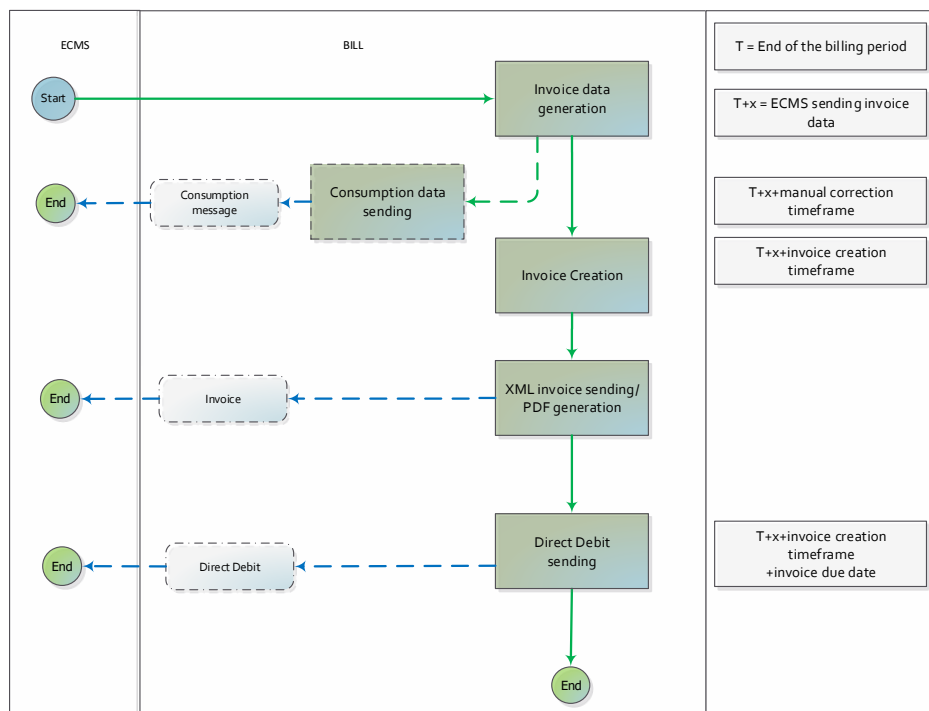 ECMS
BILL
T = End of the billing period
Start
Invoice data
generation
T+x = ECMS sending invoice
data
End
Consumption
message
Consumption data
sending
T+x+manual correction
timeframe
Invoice Creation
T+x+invoice creation
timeframe
End
Invoice
XML invoice sending/
PDF generation
End
Direct Debit
Direct Debit
sending
T+x+invoice creation
timeframe
+invoice due date
End